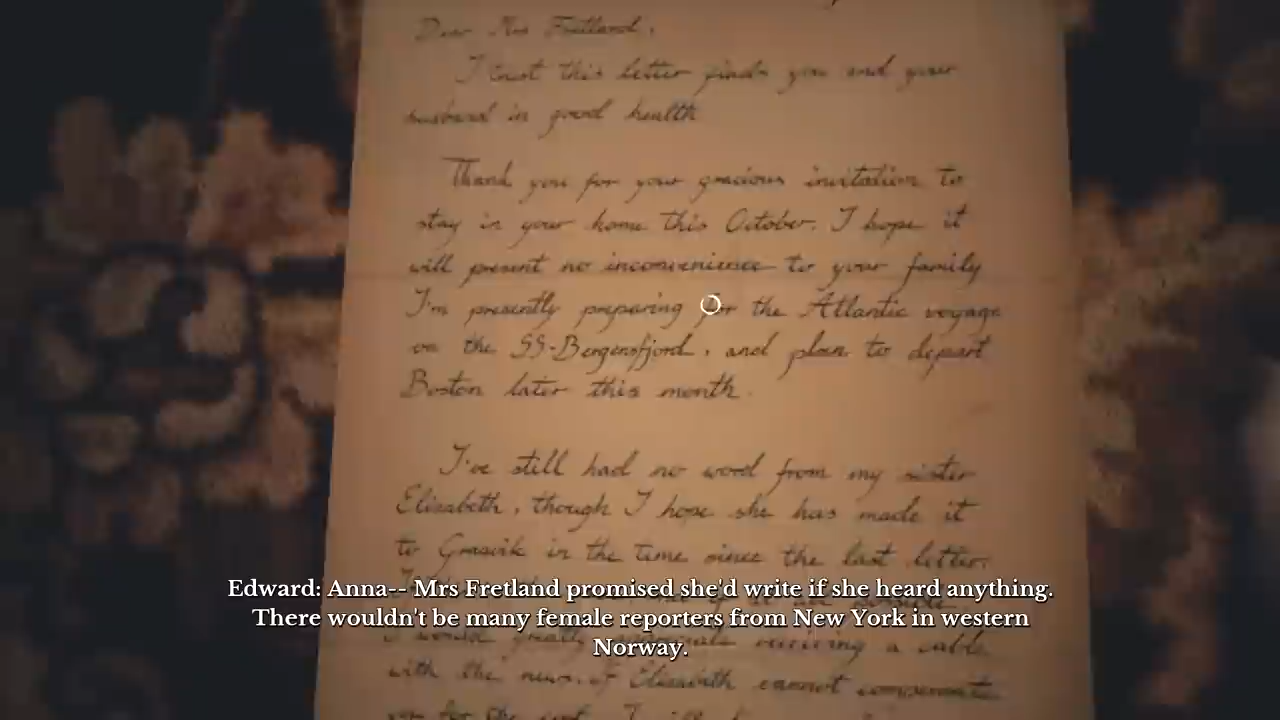 Dear Mrs Fretland,
I trust this letter finds you and your
husband in good health
Thank you for your gracious invitation to
stay in your home this October. I hope it
will present no inconvenience to your family
I'm presently preparing for the Atlantic voyage
on the SS-Bergensfjord, and plan to depart
Boston later this month.
I've still had no word from my sister
Elizabeth, though I hope she has made it
to Grasvik in the time since the last letter.
Edward: Anna-- Mrs Fretland promised she'd write if she heard anything.
There wouldn't be many female reporters from New York in western
Norway.
I would receiving a cable
with the news of Elizabeth cannot compensate
you for the cost, I